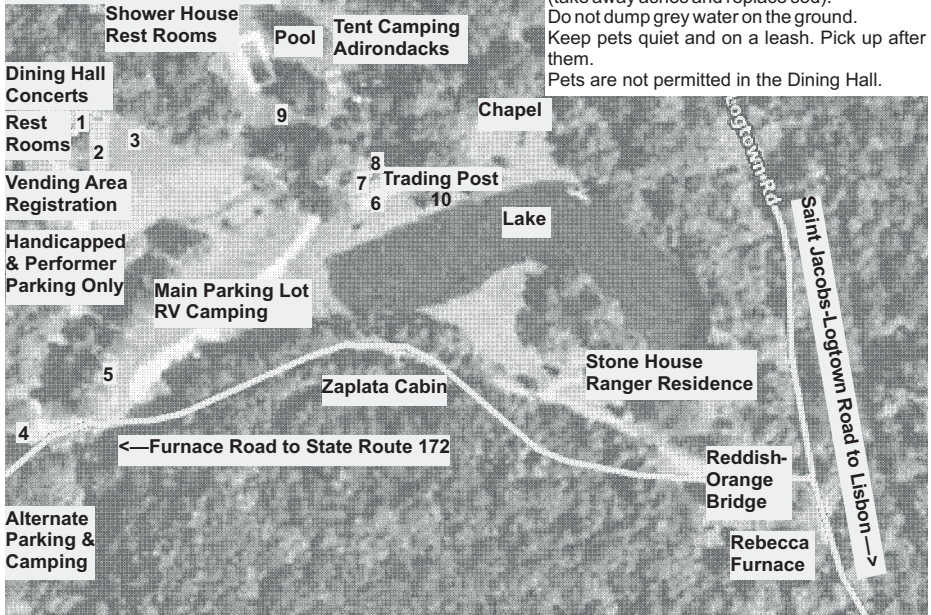 (take away ashes and replace sod).
Do not dump grey water on the ground.
Keep pets quiet and on a leash. Pick up after
them.
Pets are not permitted in the Dining Hall.
Shower House
Rest Rooms
Pool
Tent Camping
Adirondacks
Dining Hall
Concerts
Rest
Rooms
1
2
3
9
Chapel
Logtown Rd
Vending Area
Registration
8
7
Trading Post
6
10
Lake
Handicapped
& Performer
Parking Only
Main Parking Lot
RV Camping
Saint Jacobs-Logtown Road to Lisbon —>
5
Zaplata Cabin
Stone House
Ranger Residence
4
<—Furnace Road to State Route 172
Reddish-
Orange
Bridge
Alternate
Parking &
Camping
Rebecca
Furnace